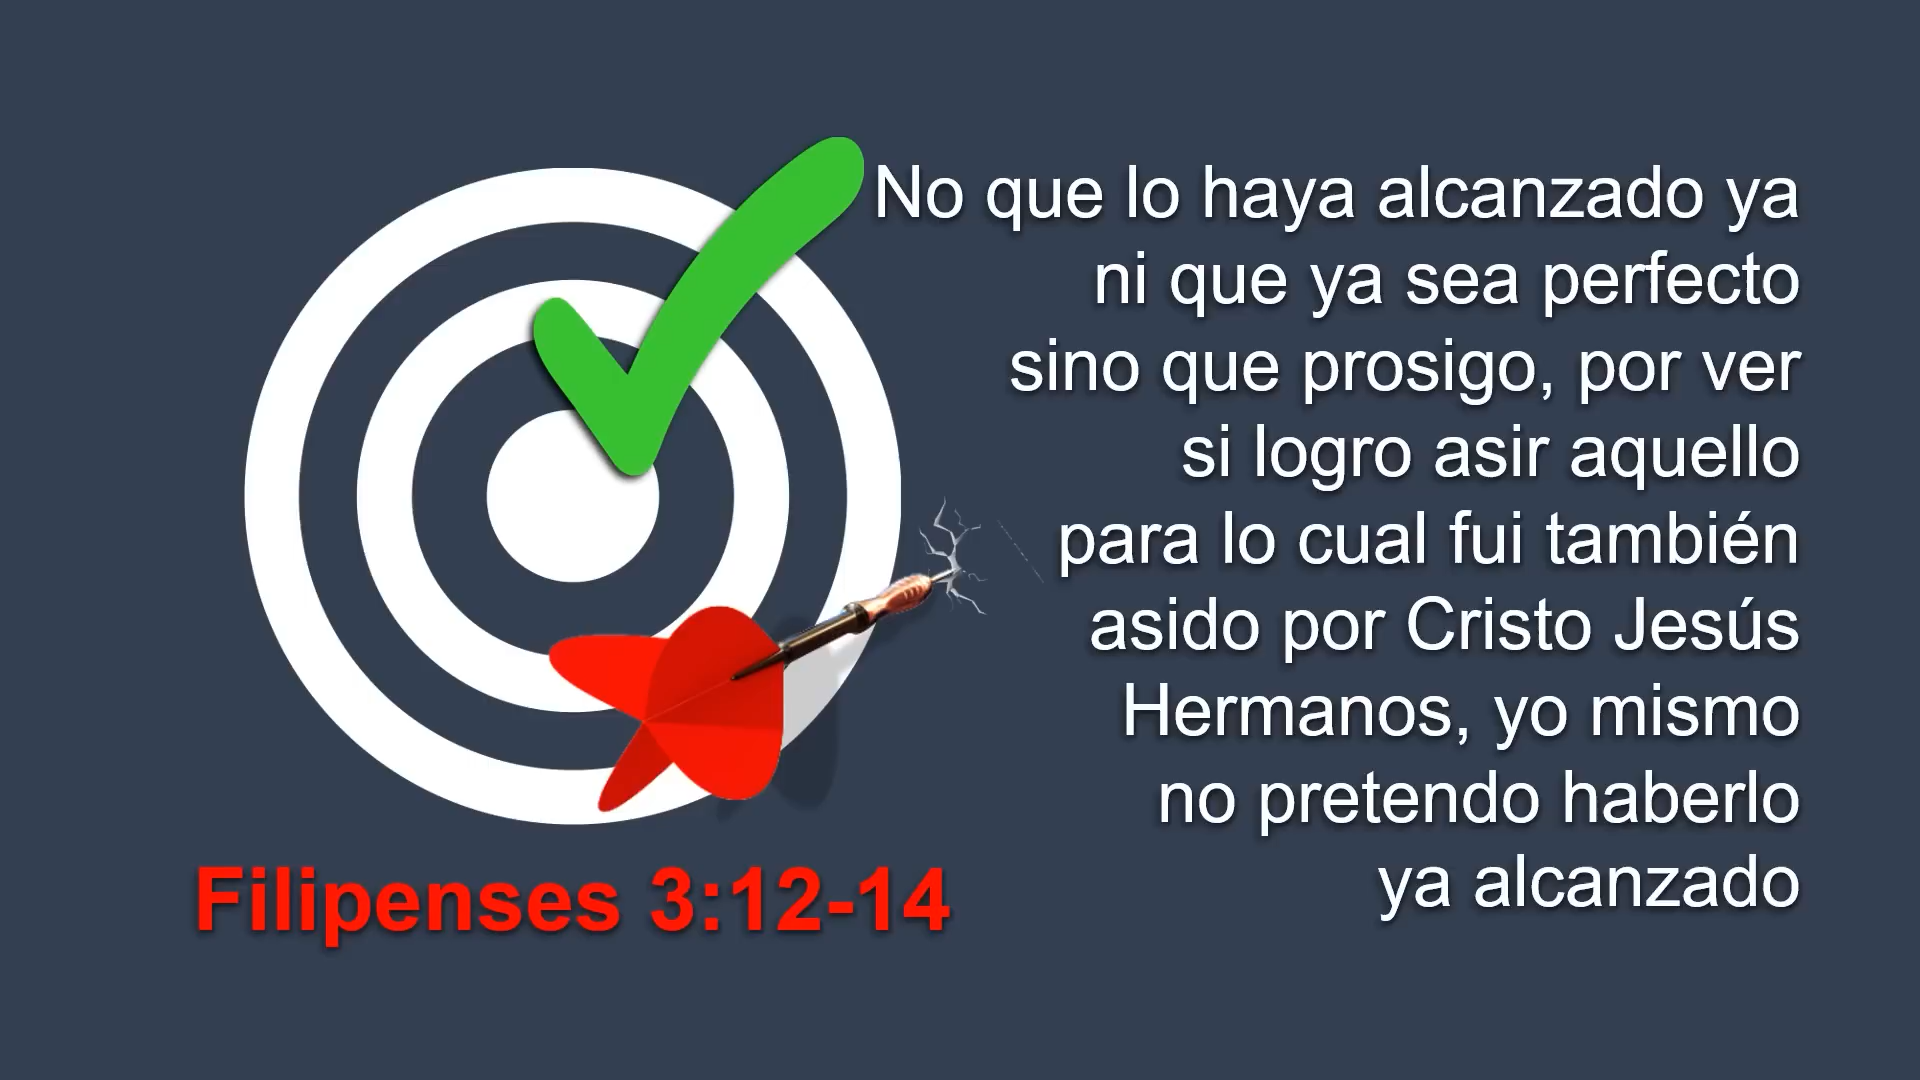 No que lo haya alcanzado ya
ni que ya sea perfecto
sino que prosigo, por ver
si logro asir aquello
para lo cual fui también
asido por Cristo Jesús
Hermanos, yo mismo
no pretendo haberlo
ya alcanzado
Filipenses 3:12-14